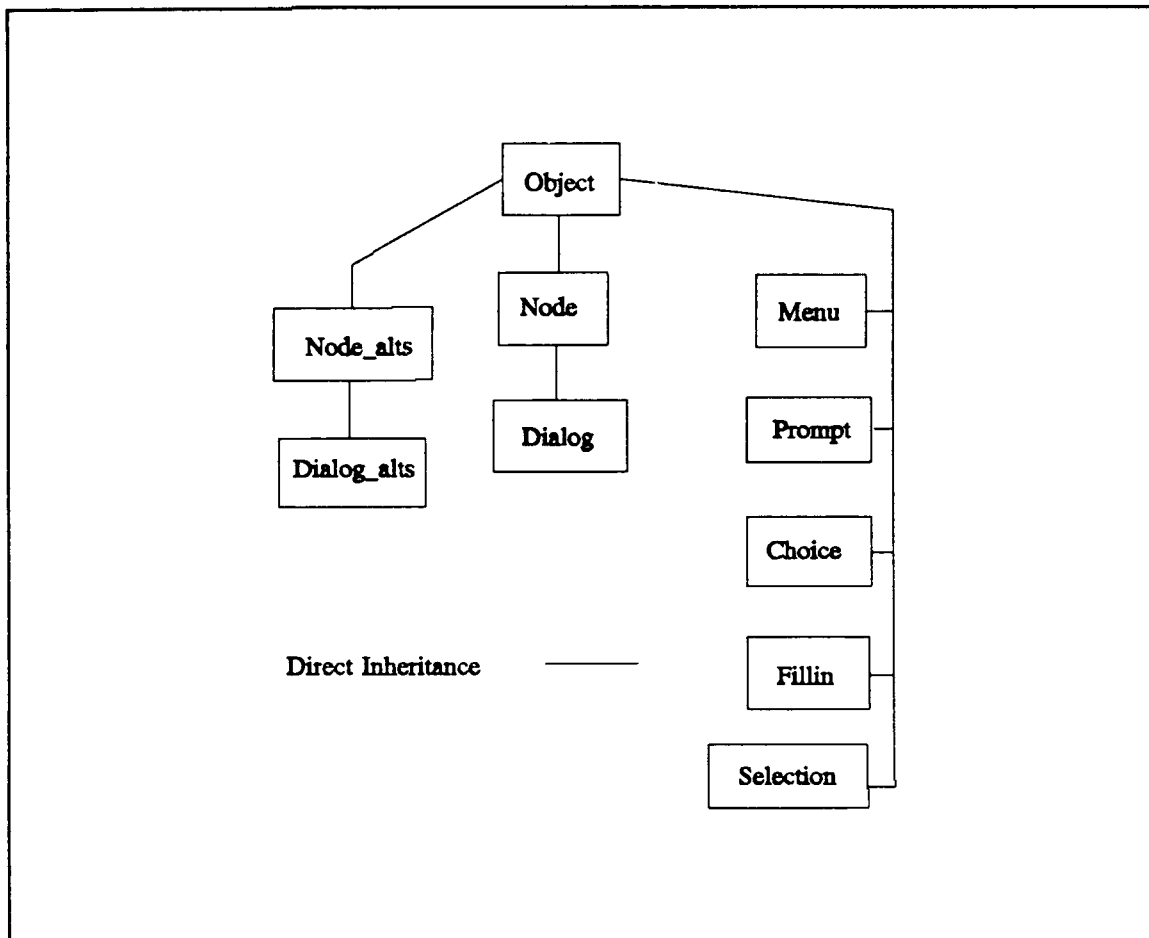 Object
Node
Menu
Node_alts
Prompt
Dialog
Dialog_alts
Choice
Direct Inheritance
Fillin
Selection